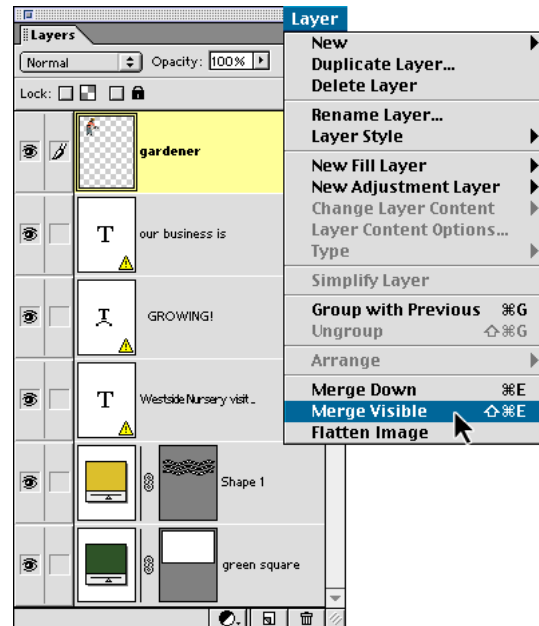 Layers
Normal Opacity: 100%
Lock:
gardener
T our business is
T GROWING!
T Westside Nursery visit...
Shape 1
green square
Layer
New
Duplicate Layer...
Delete Layer
Rename Layer...
Layer Style
New Fill Layer
New Adjustment Layer
Change Layer Content
Layer Content Options...
Type
Simplify Layer
Group with Previous ⌘G
Ungroup ⇧⌘G
Arrange
Merge Down ⌘E
Merge Visible ⇧⌘E
Flatten Image